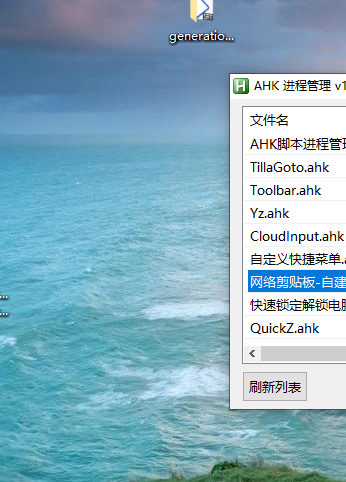 generatio...
AHK 进程管理 v1
文件名
AHK脚本进程管理
TillaGoto.ahk
Toolbar.ahk
Yz.ahk
CloudInput.ahk
自定义快捷菜单.a
网络剪贴板-自建
快速锁定解锁电脑
QuickZ.ahk
刷新列表